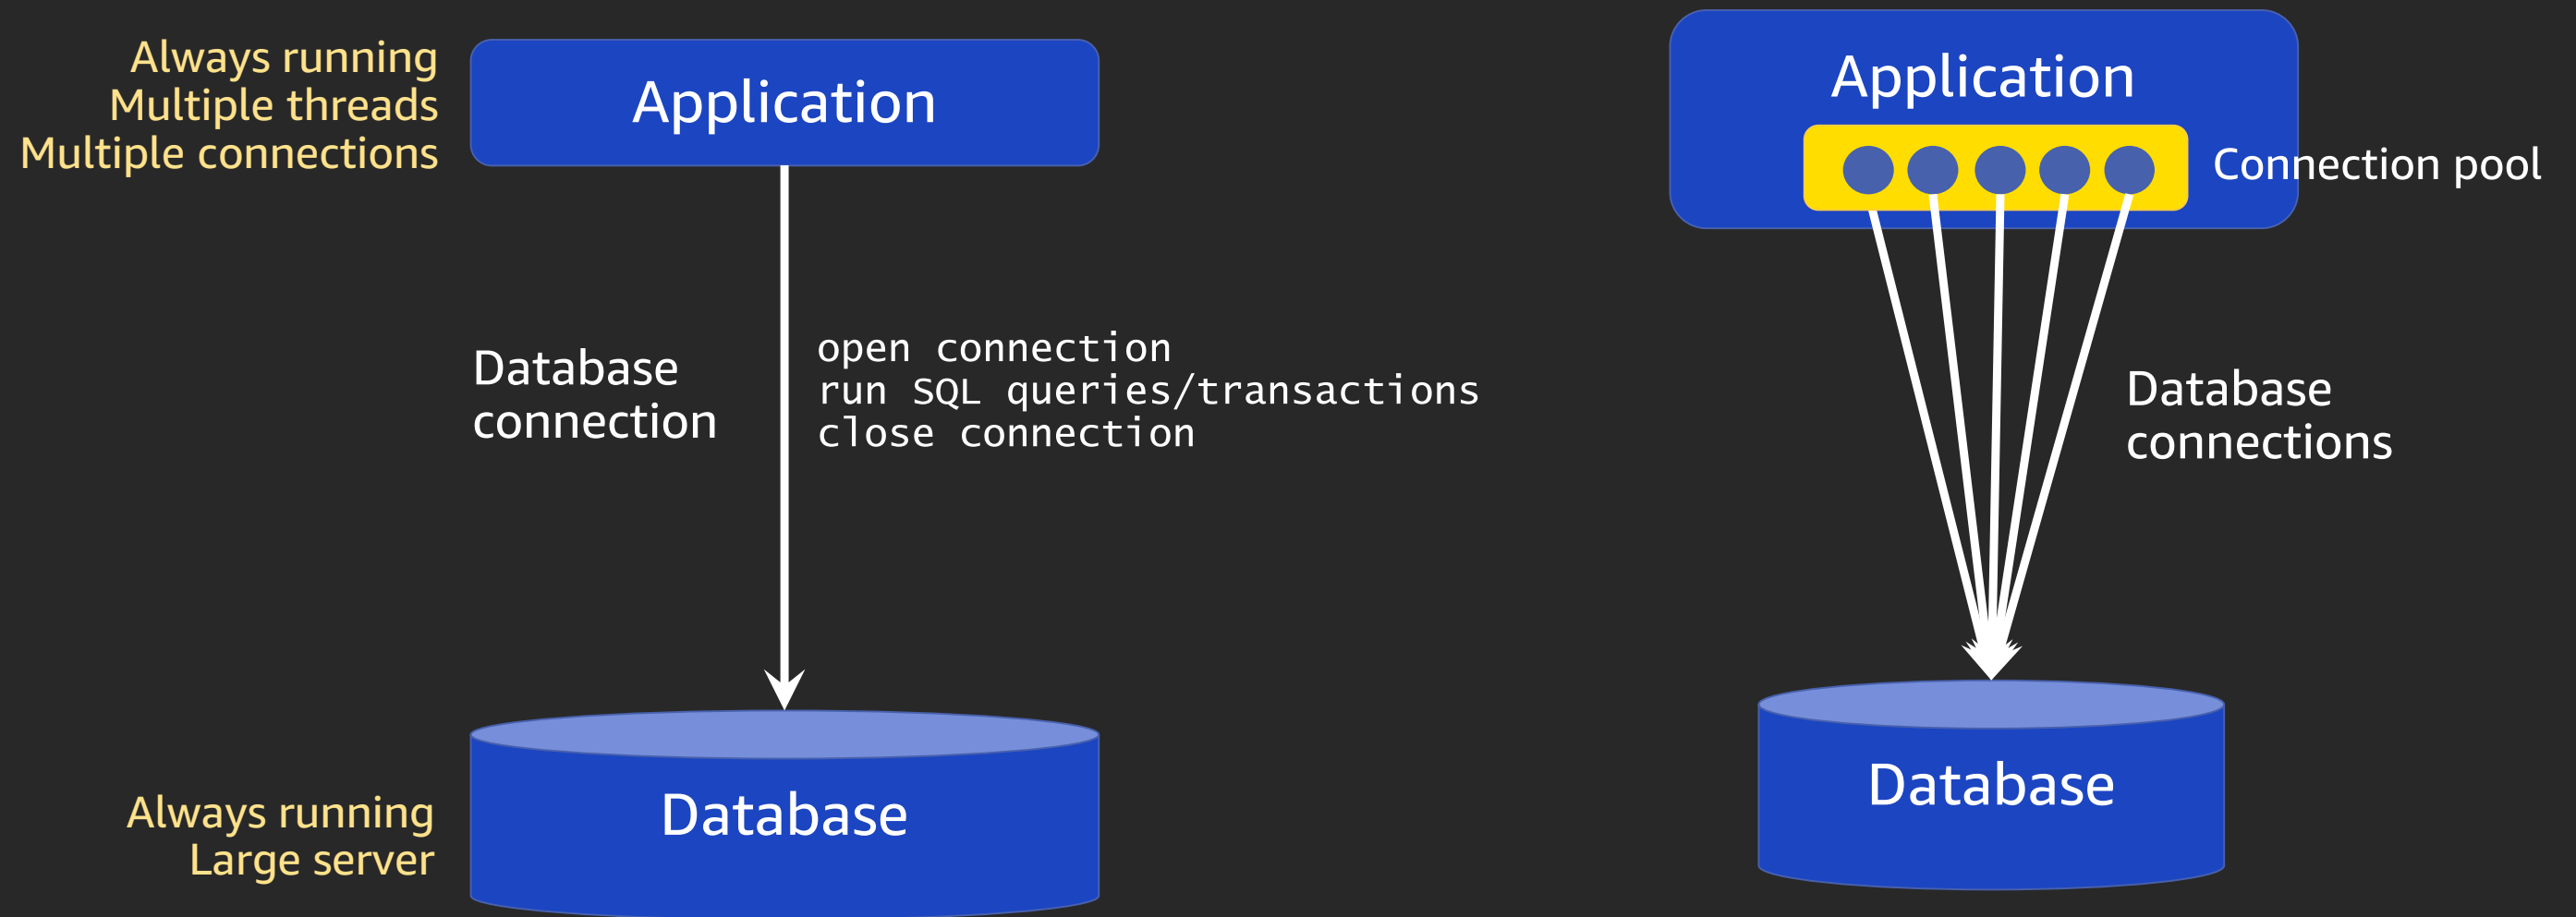 Always running
Multiple threads
Multiple connections
Application
Database
connection
open connection
run SQL queries/transactions
close connection
Always running
Large server
Database
Application
Connection pool
Database
connections
Database